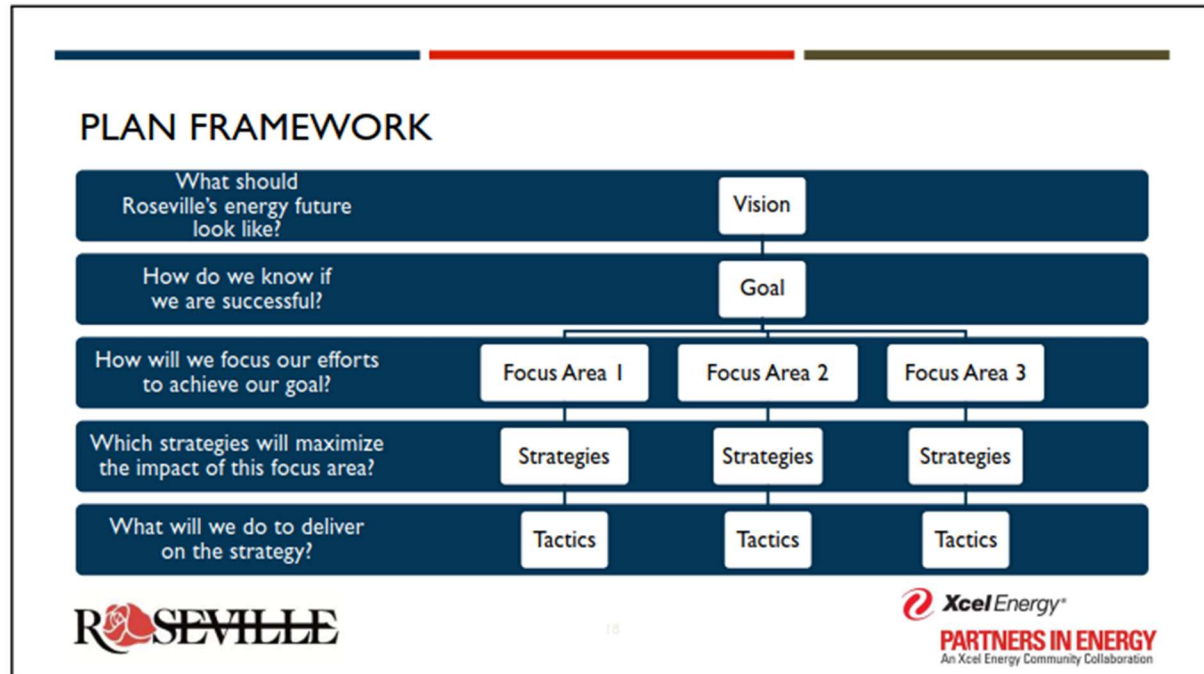 PLAN FRAMEWORK
What should
Roseville's energy future
look like?
Vision
How do we know if
we are successful?
Goal
How will we focus our efforts
to achieve our goal?
Focus Area 1
Focus Area 2
Focus Area 3
Which strategies will maximize
the impact of this focus area?
Strategies
Strategies
Strategies
What will we do to deliver
on the strategy?
Tactics
Tactics
Tactics
ROSEVILLE
Xcel Energy®
PARTNERS IN ENERGY
An Xcel Energy Community Collaboration